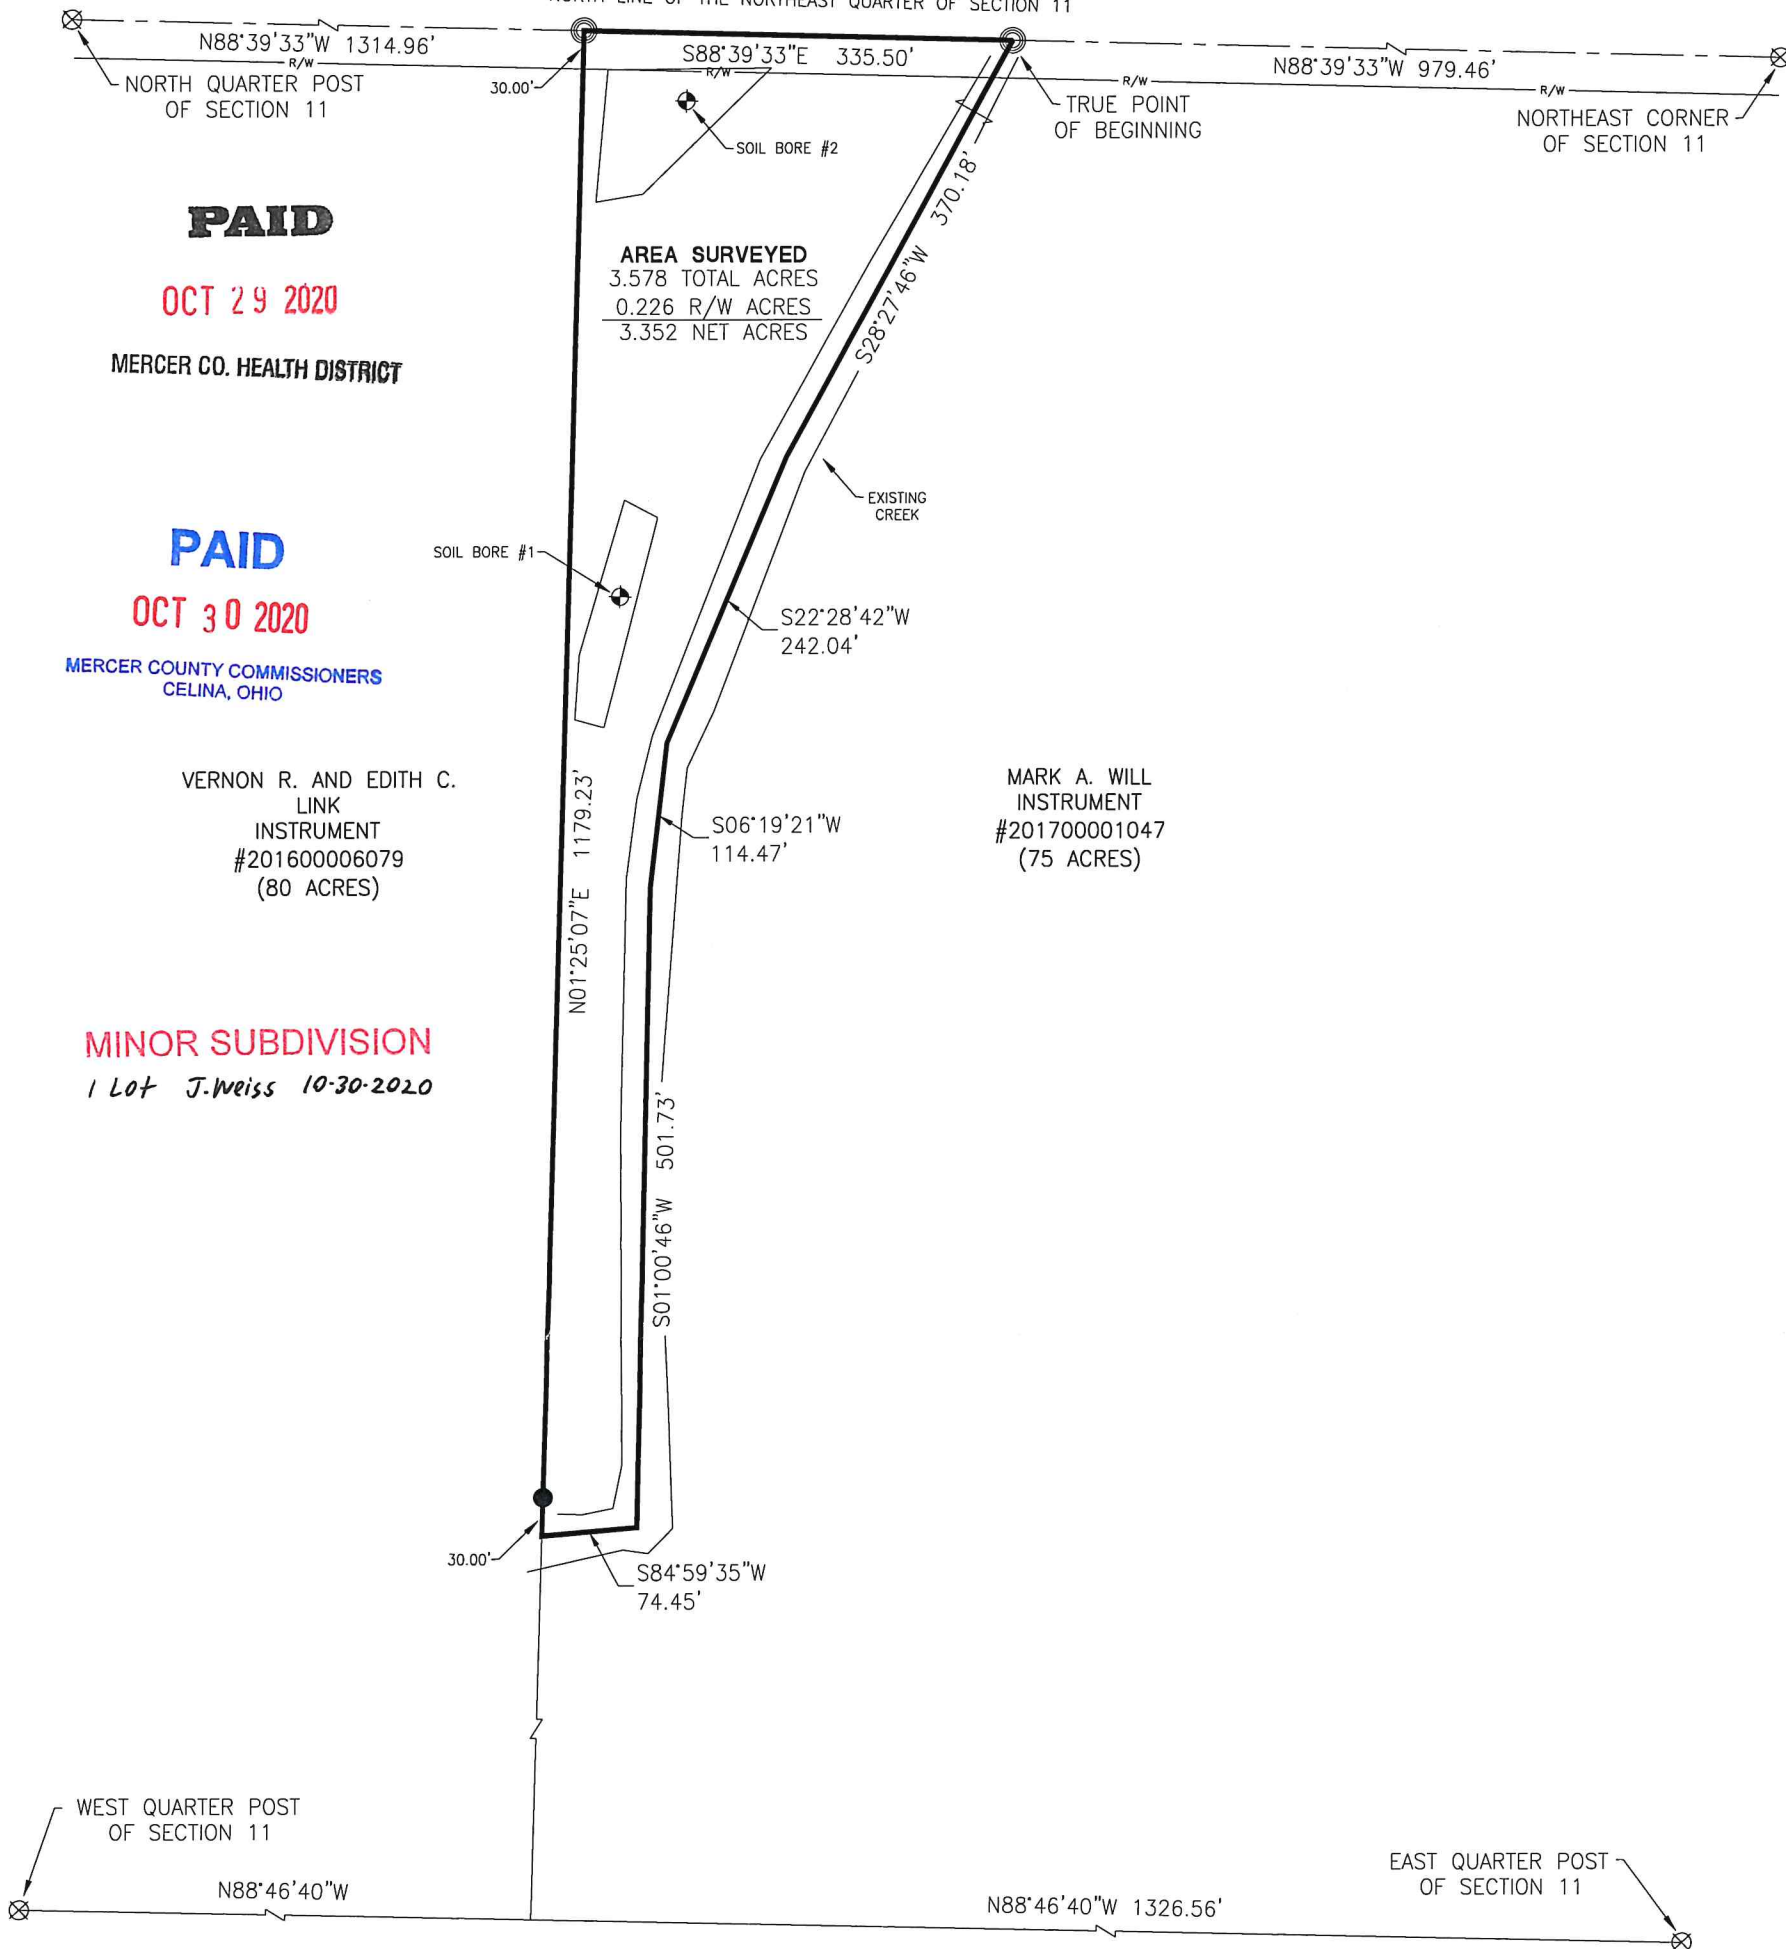 NORTH LINE OF THE NORTHEAST QUARTER OF SECTION 11
N88°39'33"W 1314.96'
S88°39'33"E 335.50'
N88°39'33"W 979.46'
R/W
R/W
R/W
R/W
NORTH QUARTER POST
OF SECTION 11
30.00'
TRUE POINT
OF BEGINNING
NORTHEAST CORNER
OF SECTION 11
SOIL BORE #2
PAID
OCT 29 2020
MERCER CO. HEALTH DISTRICT
AREA SURVEYED
3.578 TOTAL ACRES
0.226 R/W ACRES
3.352 NET ACRES
S28°27'46"W 370.18'
EXISTING
CREEK
PAID
OCT 30 2020
MERCER COUNTY COMMISSIONERS
CELINA, OHIO
SOIL BORE #1
S22°28'42"W
242.04'
VERNON R. AND EDITH C.
LINK
INSTRUMENT
#201600006079
(80 ACRES)
N01°25'07"E 1179.23'
S06°19'21"W
114.47'
MARK A. WILL
INSTRUMENT
#201700001047
(75 ACRES)
MINOR SUBDIVISION
1 Lot J.Weiss 10-30-2020
S01°00'46"W 501.73'
30.00'
S84°59'35"W
74.45'
WEST QUARTER POST
OF SECTION 11
N88°46'40"W
N88°46'40"W 1326.56'
EAST QUARTER POST
OF SECTION 11